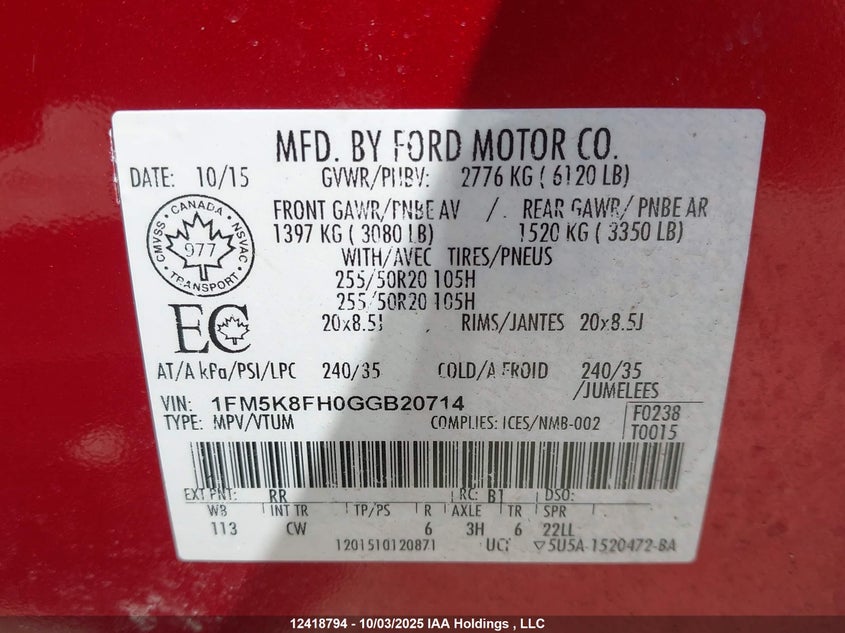 MFD. BY FORD MOTOR CO.
DATE: 10/15 GVWR/PNBV: 2776 KG ( 6120 LB)
FRONT GAWR/PNBE AV / REAR GAWR/ PNBE AR
1397 KG ( 3080 LB) 1520 KG ( 3350 LB)
WITH/AVEC TIRES/PNEUS
255/50R20 105H
255/50R20 105H
20x8.5J RIMS/JANTES 20x8.5J
CMVSS • CANADA • NSVAC
977
TRANSPORT
EC
AT/A kPa/PSI/LPC 240/35 COLD/A FROID 240/35
/JUMELEES
VIN: 1FM5K8FH0GGB20714
TYPE: MPV/VTUM COMPLIES: ICES/NMB-002
F0238
T0015
EXT PNT: RR RC: B1 DSO:
WB INT TR TP/PS R AXLE TR SPR
113 CW 6 3H 6 22LL
1201510120871 UCF ▽5U5A-1520472-BA
12418794 - 10/03/2025 IAA Holdings , LLC